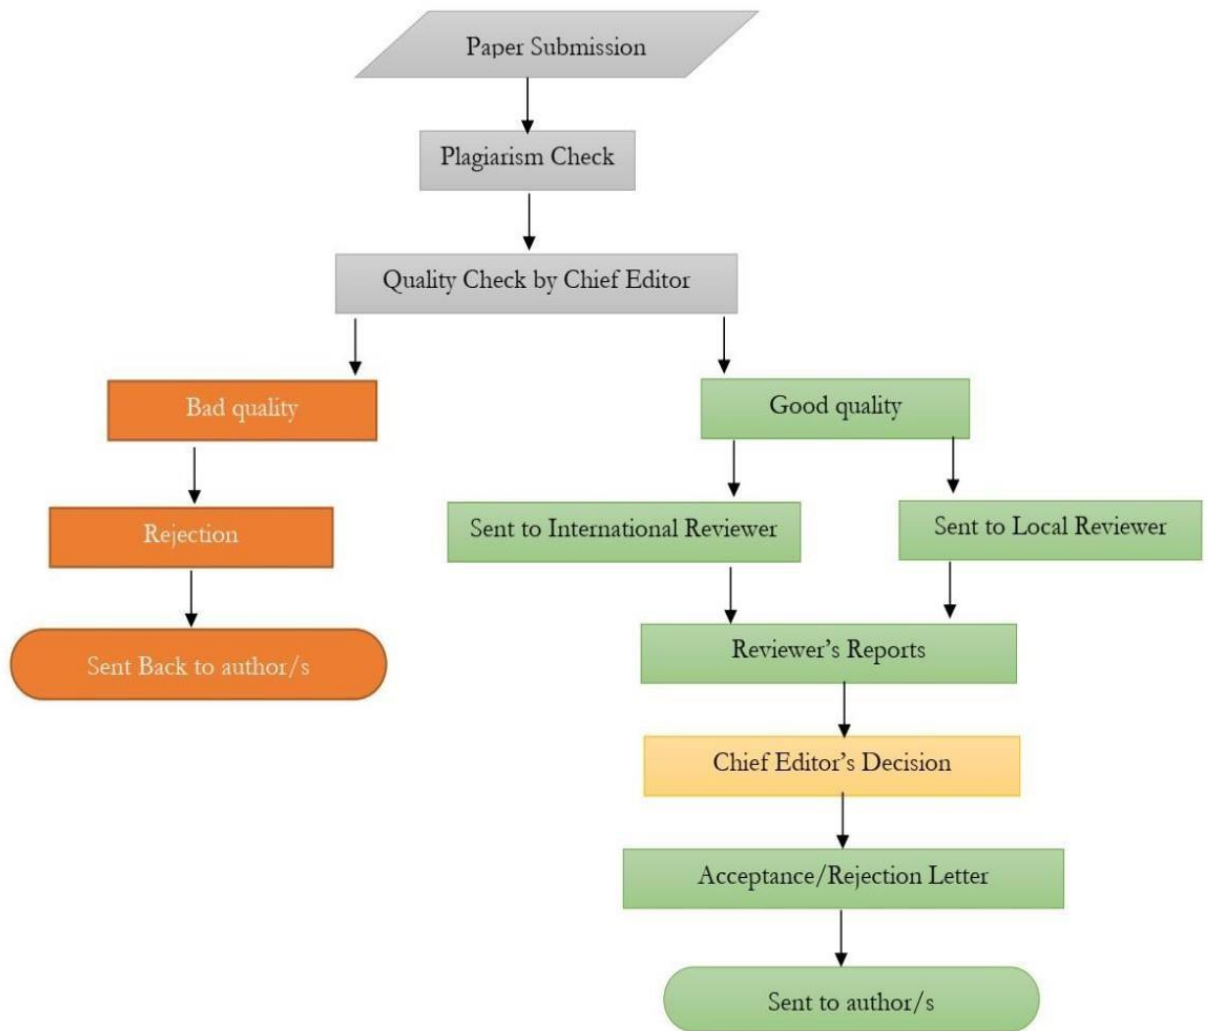 Paper Submission
Plagiarism Check
Quality Check by Chief Editor
Bad quality
Good quality
Rejection
Sent to International Reviewer
Sent to Local Reviewer
Sent Back to author/s
Reviewer’s Reports
Chief Editor’s Decision
Acceptance/Rejection Letter
Sent to author/s